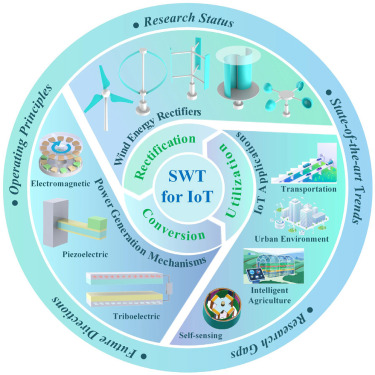 • Research Status
• Operating Principles
• State-of-the-art Trends
Wind Energy Rectifiers
Rectification
Utilization
Conversion
SWT
for IoT
IoT Applications
Power Generation Mechanisms
Electromagnetic
Piezoelectric
Triboelectric
Transportation
Urban Environment
Intelligent
Agriculture
Self-sensing
• Future Directions
• Research Gaps